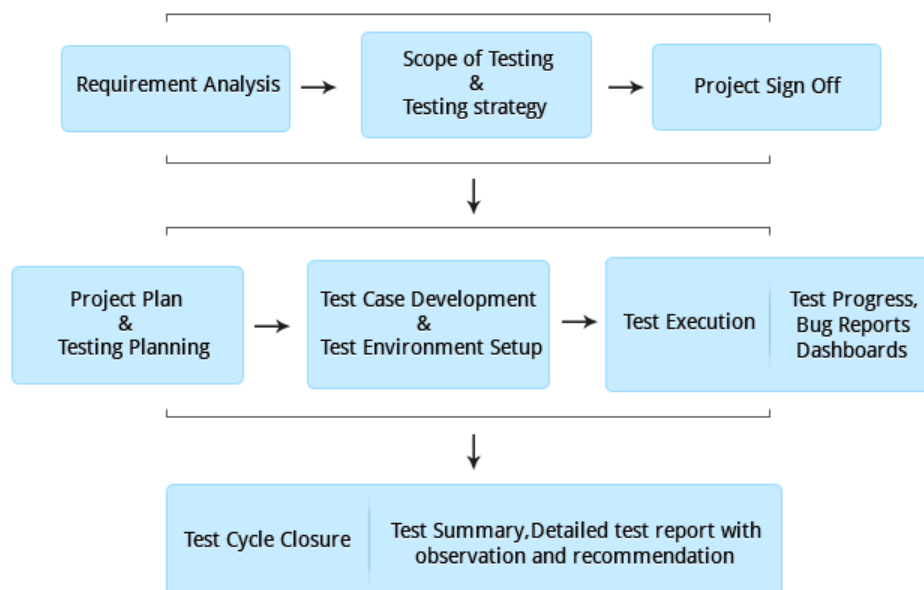 Requirement Analysis
Scope of Testing
&
Testing strategy
Project Sign Off
Project Plan
&
Testing Planning
Test Case Development
&
Test Environment Setup
Test Execution
Test Progress,
Bug Reports
Dashboards
Test Cycle Closure
Test Summary,Detailed test report with
observation and recommendation